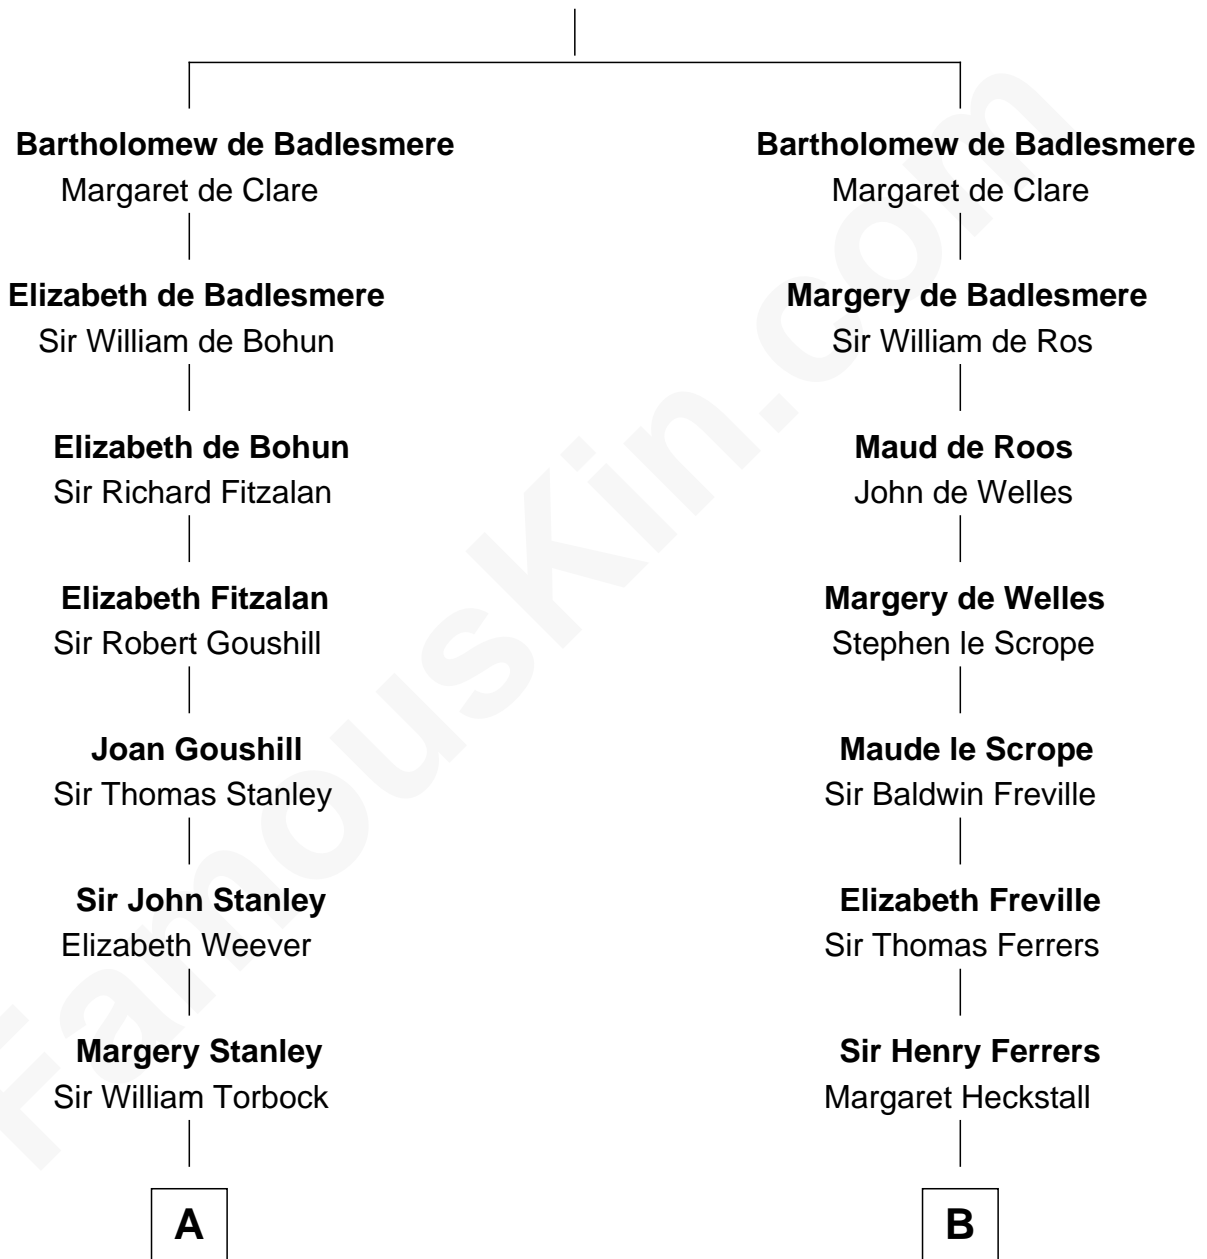 Bartholomew de Badlesmere
Margaret de Clare
Elizabeth de Badlesmere
Sir William de Bohun
Elizabeth de Bohun
Sir Richard Fitzalan
Elizabeth Fitzalan
Sir Robert Goushill
Joan Goushill
Sir Thomas Stanley
Sir John Stanley
Elizabeth Weever
Margery Stanley
Sir William Torbock
A
Bartholomew de Badlesmere
Margaret de Clare
Margery de Badlesmere
Sir William de Ros
Maud de Roos
John de Welles
Margery de Welles
Stephen le Scrope
Maude le Scrope
Sir Baldwin Freville
Elizabeth Freville
Sir Thomas Ferrers
Sir Henry Ferrers
Margaret Heckstall
B
FamousKin.com